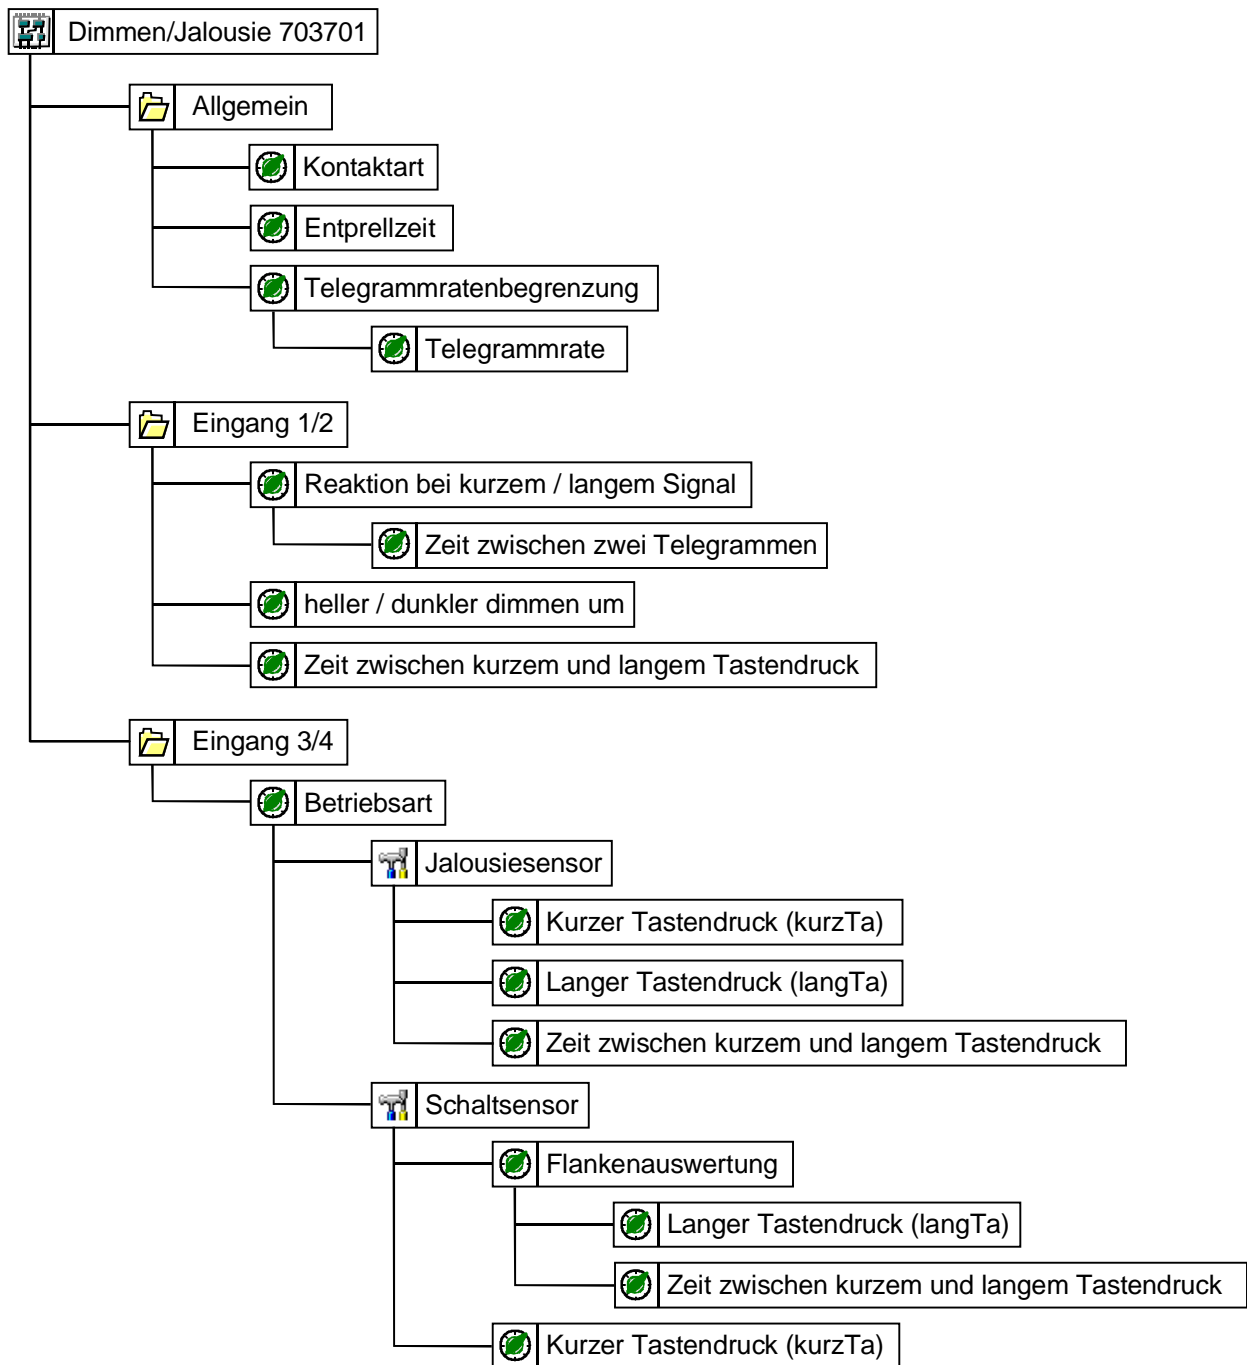 Dimmen/Jalousie 703701
Allgemein
Kontaktart
Entprellzeit
Telegrammratenbegrenzung
Telegrammrate
Eingang 1/2
Reaktion bei kurzem / langem Signal
Zeit zwischen zwei Telegrammen
heller / dunkler dimmen um
Zeit zwischen kurzem und langem Tastendruck
Eingang 3/4
Betriebsart
Jalousiesensor
Kurzer Tastendruck (kurzTa)
Langer Tastendruck (langTa)
Zeit zwischen kurzem und langem Tastendruck
Schaltsensor
Flankenauswertung
Langer Tastendruck (langTa)
Zeit zwischen kurzem und langem Tastendruck
Kurzer Tastendruck (kurzTa)